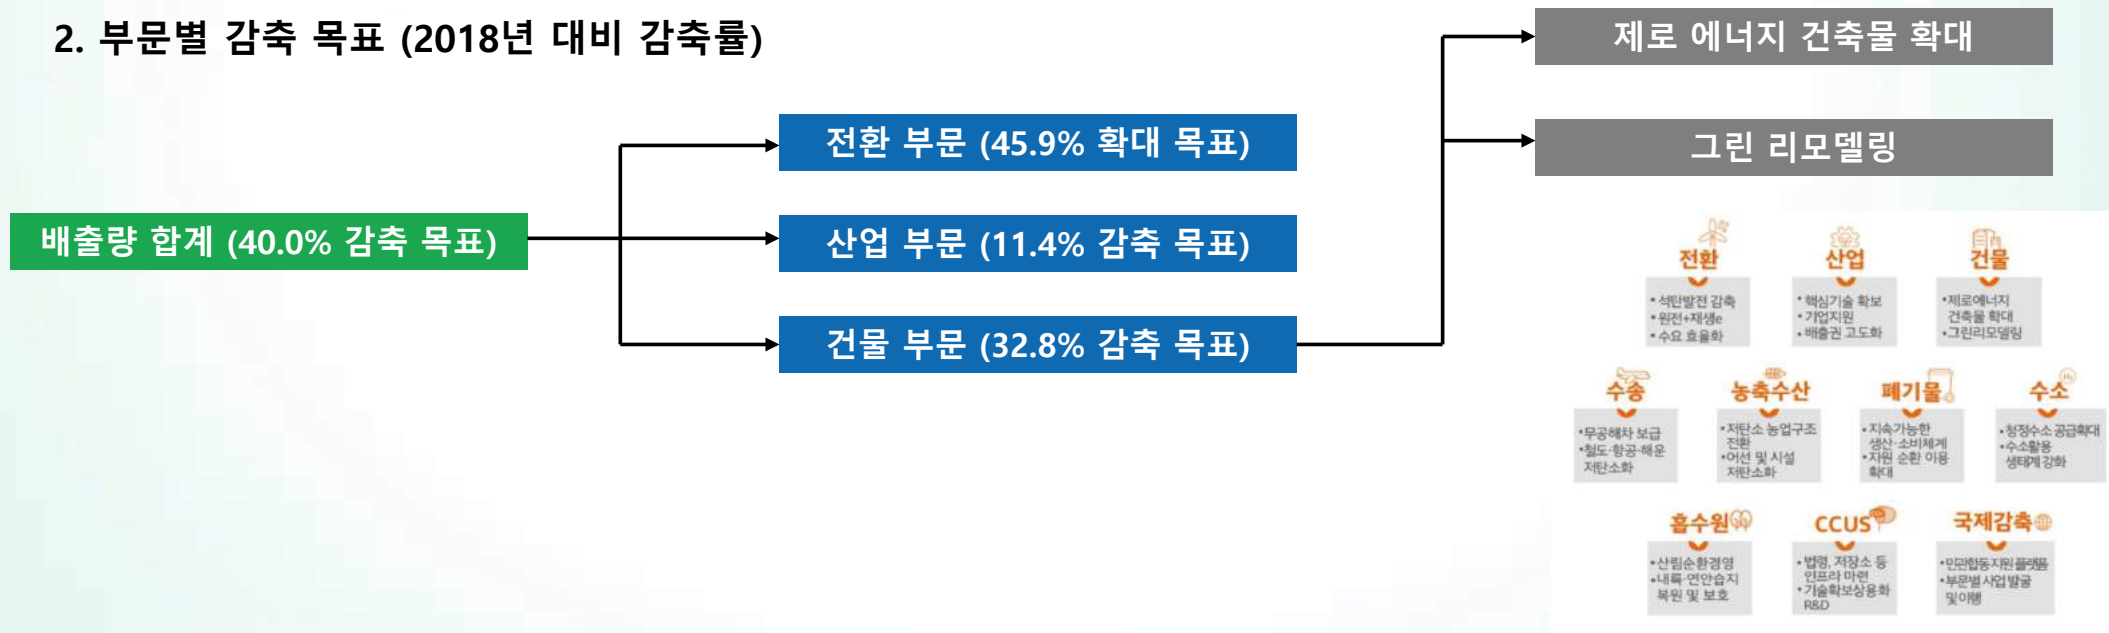 2. 부문별 감축 목표 (2018년 대비 감축률)
제로 에너지 건축물 확대
그린 리모델링
전환 부문 (45.9% 확대 목표)
배출량 합계 (40.0% 감축 목표)
산업 부문 (11.4% 감축 목표)
건물 부문 (32.8% 감축 목표)
전환
• 석탄발전 감축
• 원전+재생e
• 수요 효율화
산업
• 핵심기술 확보
• 기업지원
• 배출권 고도화
건물
• 제로에너지
건축물 확대
• 그린리모델링
수송
• 무공해차 보급
• 철도·항공·해운
저탄소화
농축수산
• 저탄소 농업구조
전환
• 어선 및 시설
저탄소화
폐기물
• 지속가능한
생산·소비체계
• 자원 순환 이용
확대
수소
H₂
• 청정수소 공급확대
• 수소활용
생태계 강화
흡수원
• 산림순환경영
• 내륙·연안습지
복원 및 보호
CCUS
• 법령, 저장소 등
인프라 마련
• 기술확보상용화
R&D
국제감축
• 민관합동지원 플랫폼
• 부문별 사업 발굴
및 이행